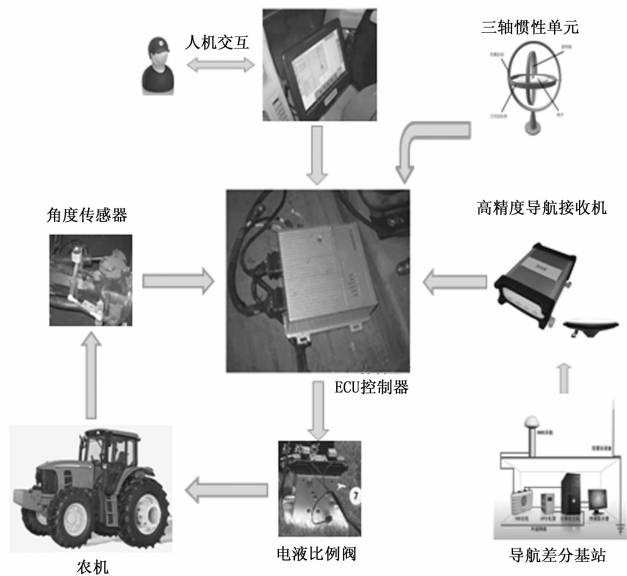 人机交互
三轴惯性单元
角度传感器
高精度导航接收机
ECU控制器
农机
电液比例阀
导航差分基站